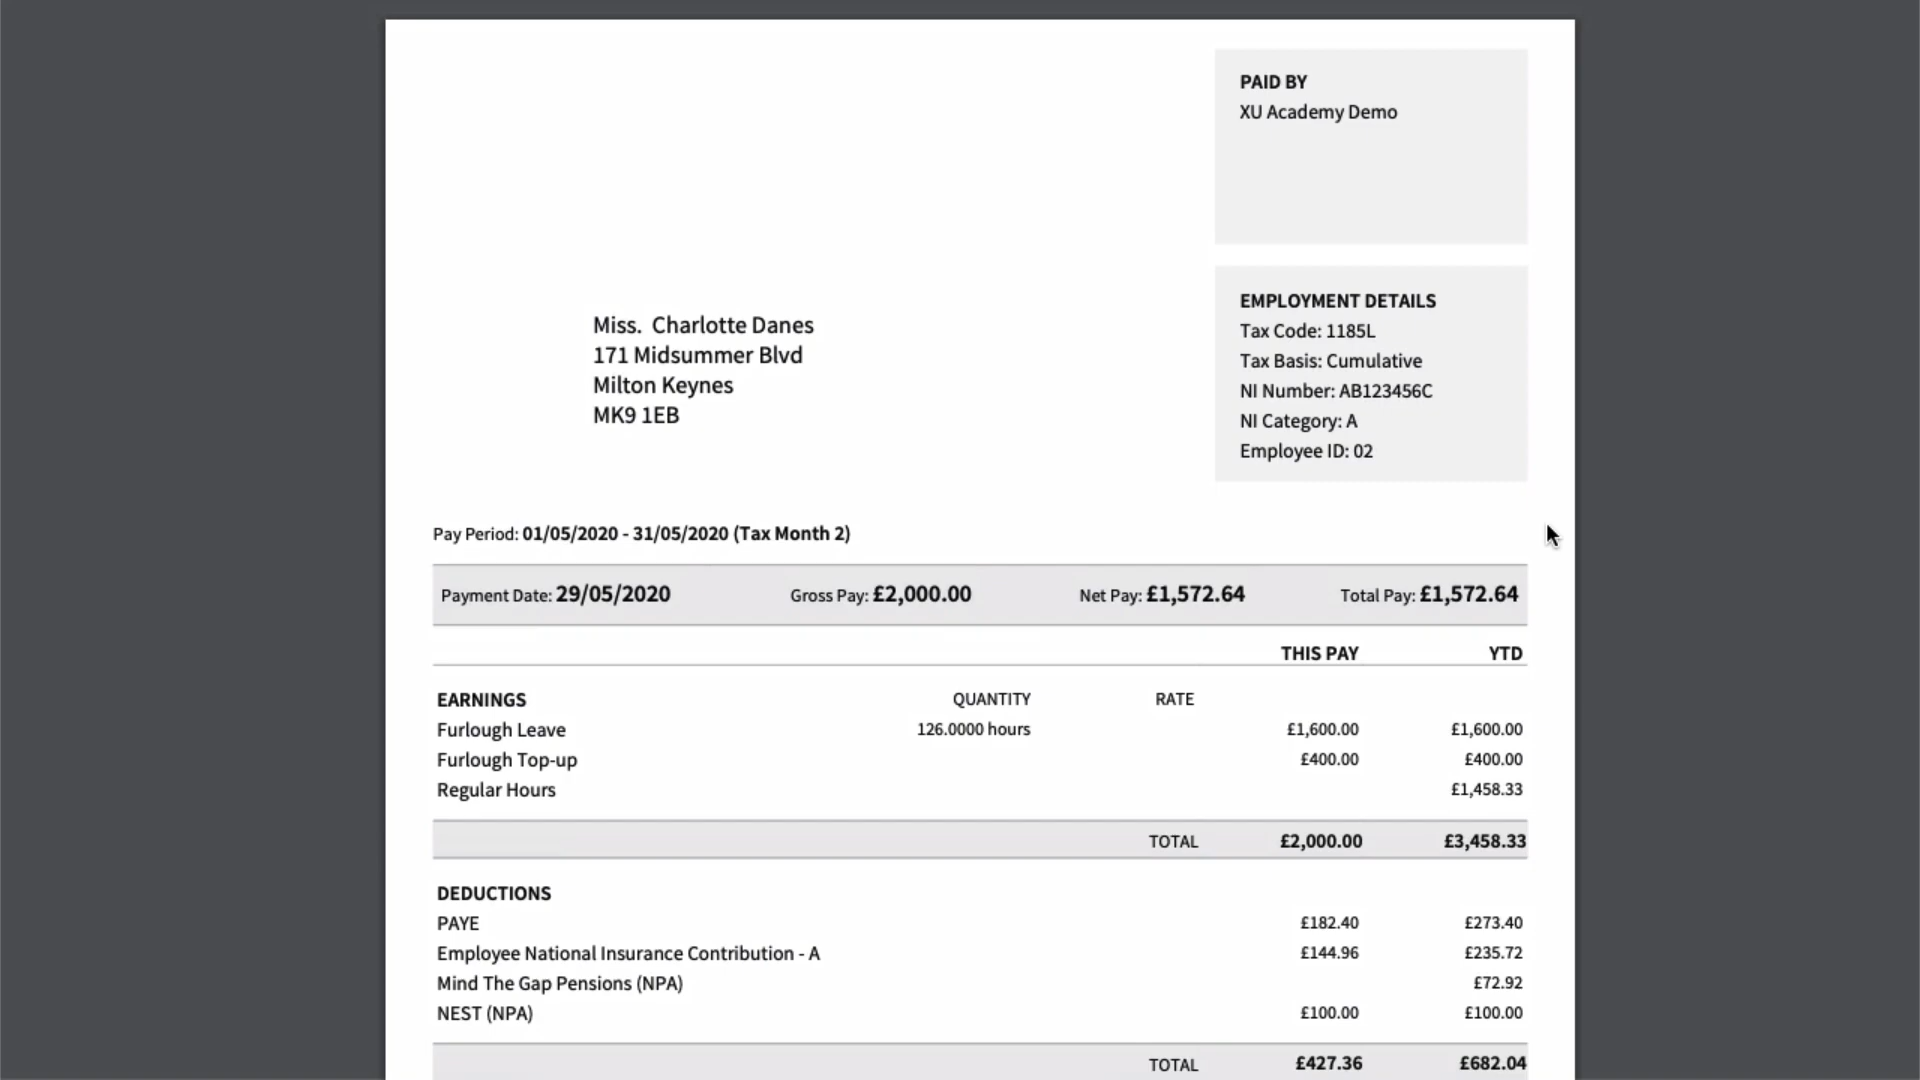 PAID BY
XU Academy Demo
EMPLOYMENT DETAILS
Tax Code: 1185L
Tax Basis: Cumulative
NI Number: AB123456C
NI Category: A
Employee ID: 02
Miss.  Charlotte Danes
171 Midsummer Blvd
Milton Keynes
MK9 1EB
Pay Period: 01/05/2020 - 31/05/2020 (Tax Month 2)
Payment Date: 29/05/2020 Gross Pay: £2,000.00 Net Pay: £1,572.64 Total Pay: £1,572.64
THIS PAY YTD
EARNINGS QUANTITY RATE
Furlough Leave 126.0000 hours £1,600.00 £1,600.00
Furlough Top-up £400.00 £400.00
Regular Hours £1,458.33
TOTAL £2,000.00 £3,458.33
DEDUCTIONS
PAYE £182.40 £273.40
Employee National Insurance Contribution - A £144.96 £235.72
Mind The Gap Pensions (NPA) £72.92
NEST (NPA) £100.00 £100.00
TOTAL £427.36 £682.04